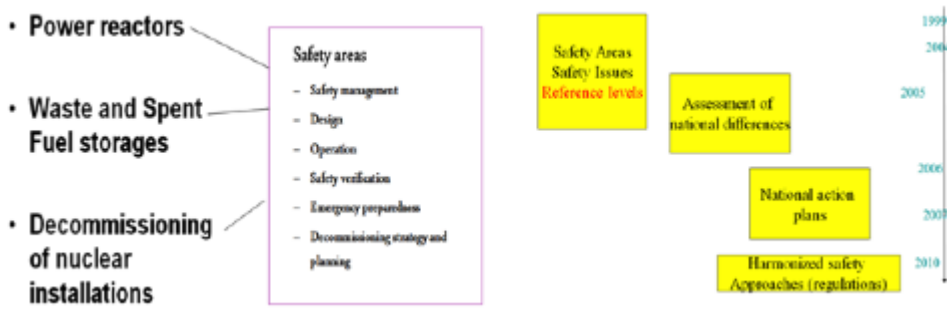 • Power reactors
• Waste and Spent
Fuel storages
• Decommissioning
of nuclear
installations
Safety areas
– Safety management
– Design
– Operation
– Safety verification
– Emergency preparedness
– Decommissioning strategy and
planning
Safety Areas
Safety Issues
Reference levels
Assessment of
national differences
National action
plans
Harmonized safety
Approaches (regulations)
1999
2005
2006
2007
2010